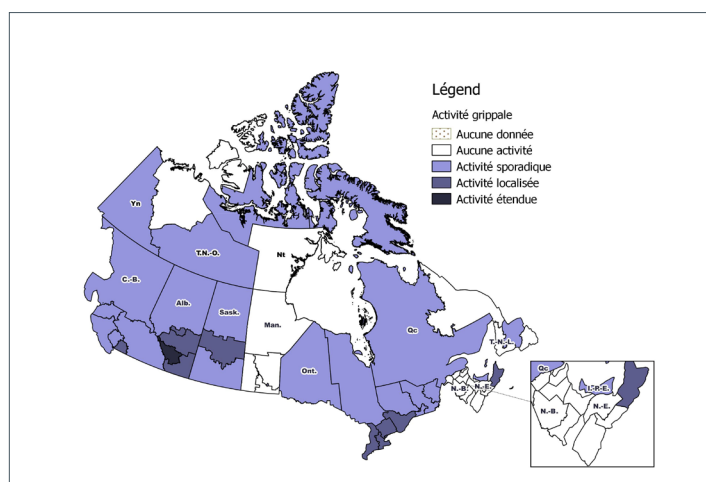 Légend
Activité grippale
Aucune donnée
Aucune activité
Activité sporadique
Activité localisée
Activité étendue
Yn
T.N.-O.
Nt
C.-B.
Alb.
Sask.
Man.
Ont.
Qc
T.-N.-L.
N.-B.
N.-E.
Qc
I.-P.-E.
N.-E.
N.-B.